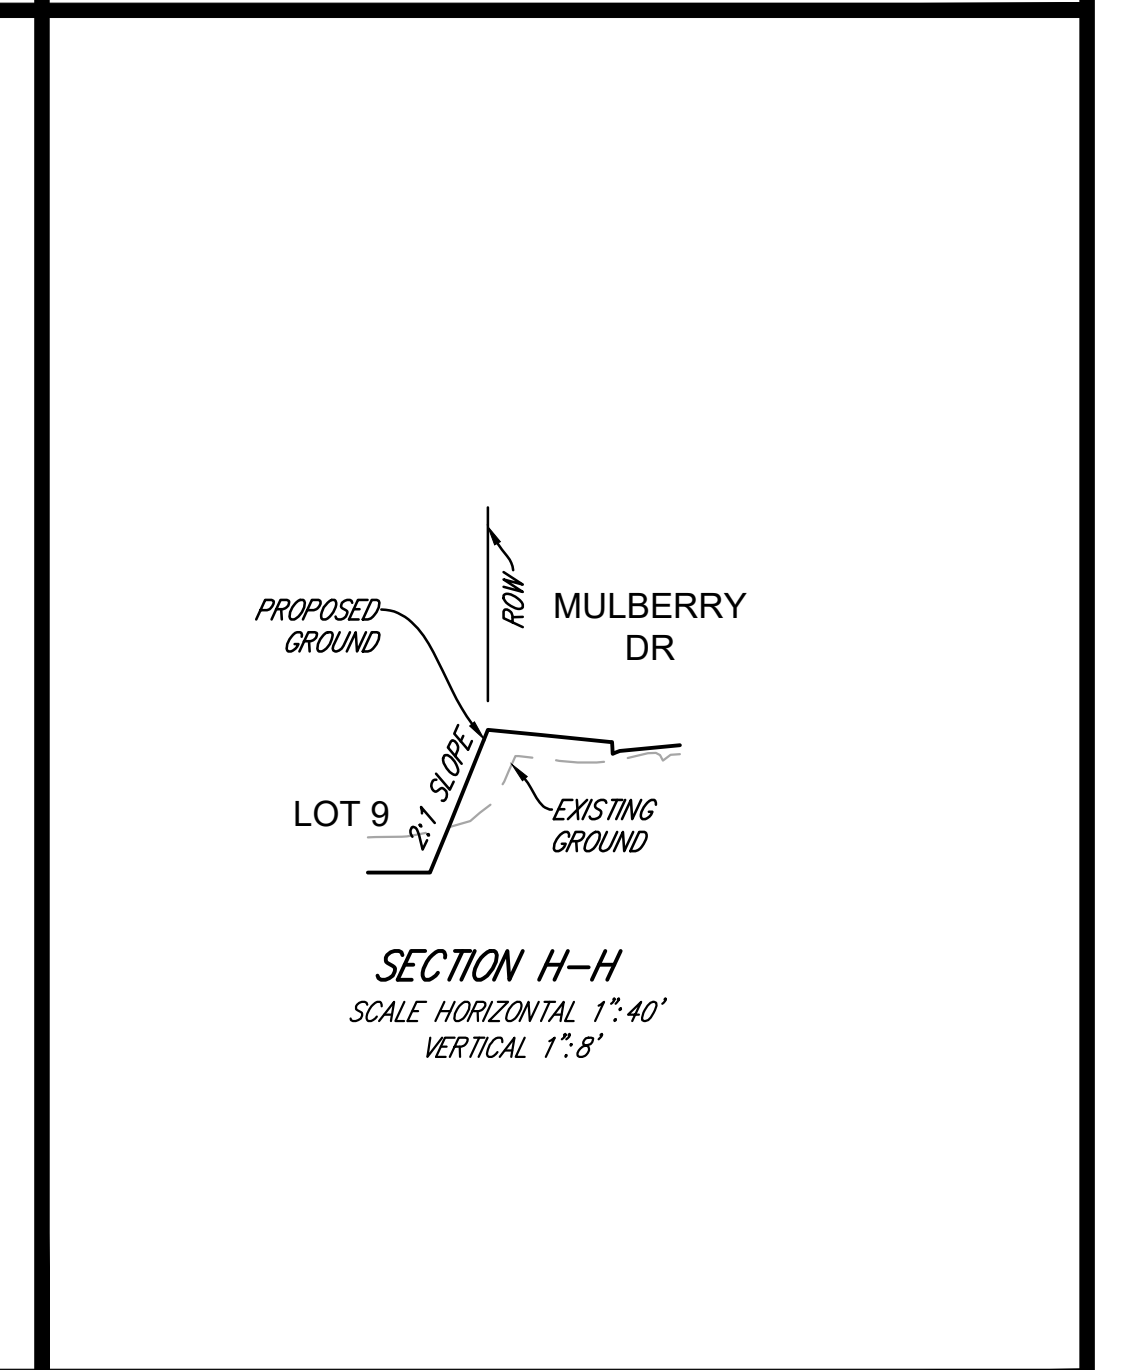 ROW
MULBERRY
DR
PROPOSED
GROUND
2:1 SLOPE
LOT 9
EXISTING
GROUND
SECTION H-H
SCALE HORIZONTAL 1":40'
VERTICAL 1":8'